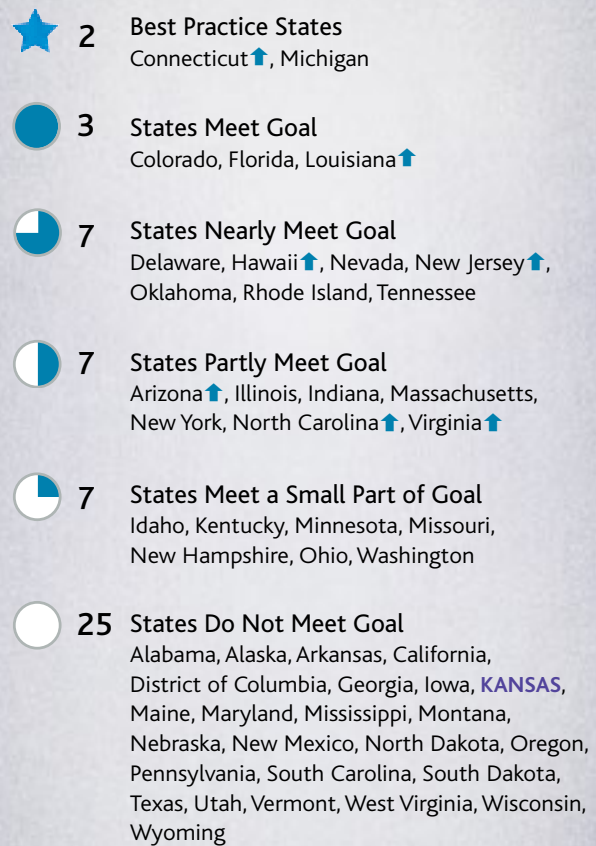 2 Best Practice States
Connecticut⬆, Michigan
3 States Meet Goal
Colorado, Florida, Louisiana⬆
7 States Nearly Meet Goal
Delaware, Hawaii⬆, Nevada, New Jersey⬆,
Oklahoma, Rhode Island, Tennessee
7 States Partly Meet Goal
Arizona⬆, Illinois, Indiana, Massachusetts,
New York, North Carolina⬆, Virginia⬆
7 States Meet a Small Part of Goal
Idaho, Kentucky, Minnesota, Missouri,
New Hampshire, Ohio, Washington
25 States Do Not Meet Goal
Alabama, Alaska, Arkansas, California,
District of Columbia, Georgia, Iowa, KANSAS,
Maine, Maryland, Mississippi, Montana,
Nebraska, New Mexico, North Dakota, Oregon,
Pennsylvania, South Carolina, South Dakota,
Texas, Utah, Vermont, West Virginia, Wisconsin,
Wyoming